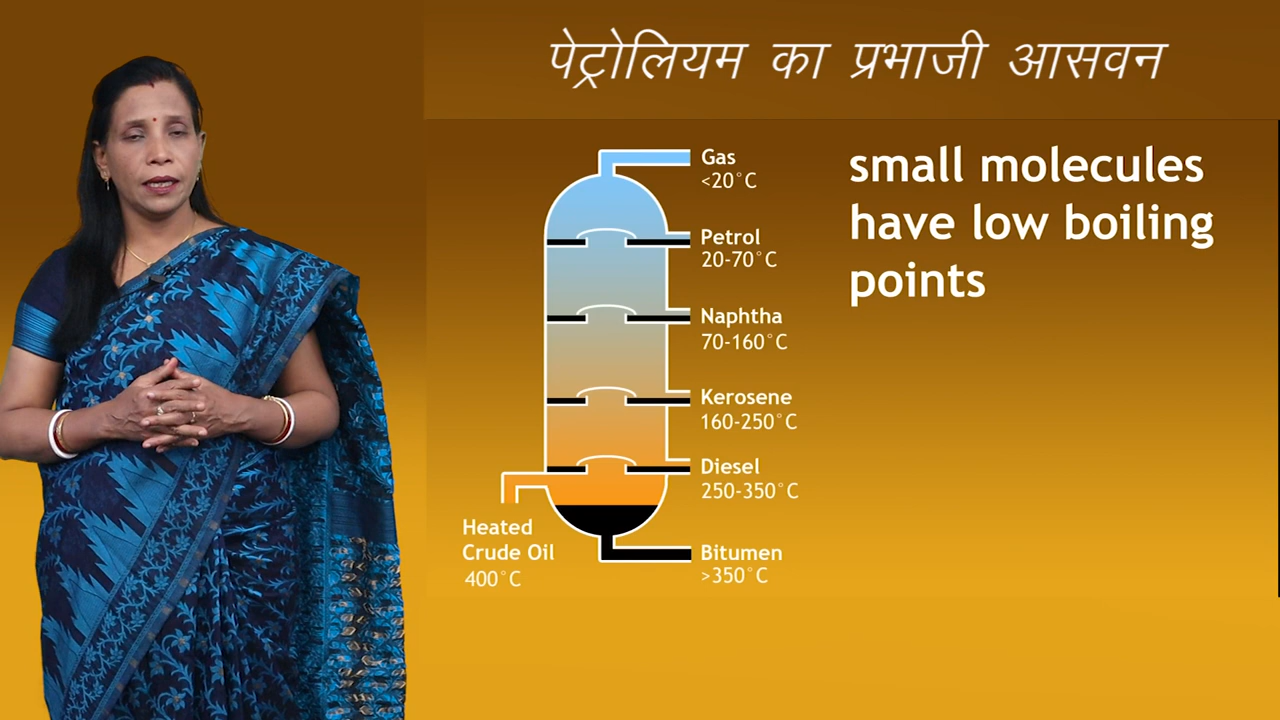 पेट्रोलियम का प्रभाजी आसवन
Gas
<20°C
Petrol
20-70°C
Naphtha
70-160°C
Kerosene
160-250°C
Diesel
250-350°C
Heated
Crude Oil
400°C
Bitumen
>350°C
small molecules
have low boiling
points